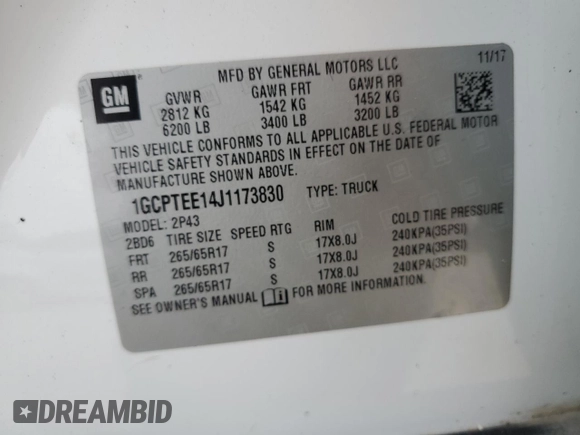 GM
MFD BY GENERAL MOTORS LLC 11/17
GVWR GAWR FRT GAWR RR
2812 KG 1542 KG 1452 KG
6200 LB 3400 LB 3200 LB
THIS VEHICLE CONFORMS TO ALL APPLICABLE U.S. FEDERAL MOTOR
VEHICLE SAFETY STANDARDS IN EFFECT ON THE DATE OF
MANUFACTURE SHOWN ABOVE.
1GCPTEE14J1173830 TYPE: TRUCK
MODEL: 2P43
2BD6 TIRE SIZE SPEED RTG RIM COLD TIRE PRESSURE
FRT 265/65R17 S 17X8.0J 240KPA(35PSI)
RR 265/65R17 S 17X8.0J 240KPA(35PSI)
SPA 265/65R17 S 17X8.0J 240KPA(35PSI)
SEE OWNER'S MANUAL FOR MORE INFORMATION.
DREAMBID